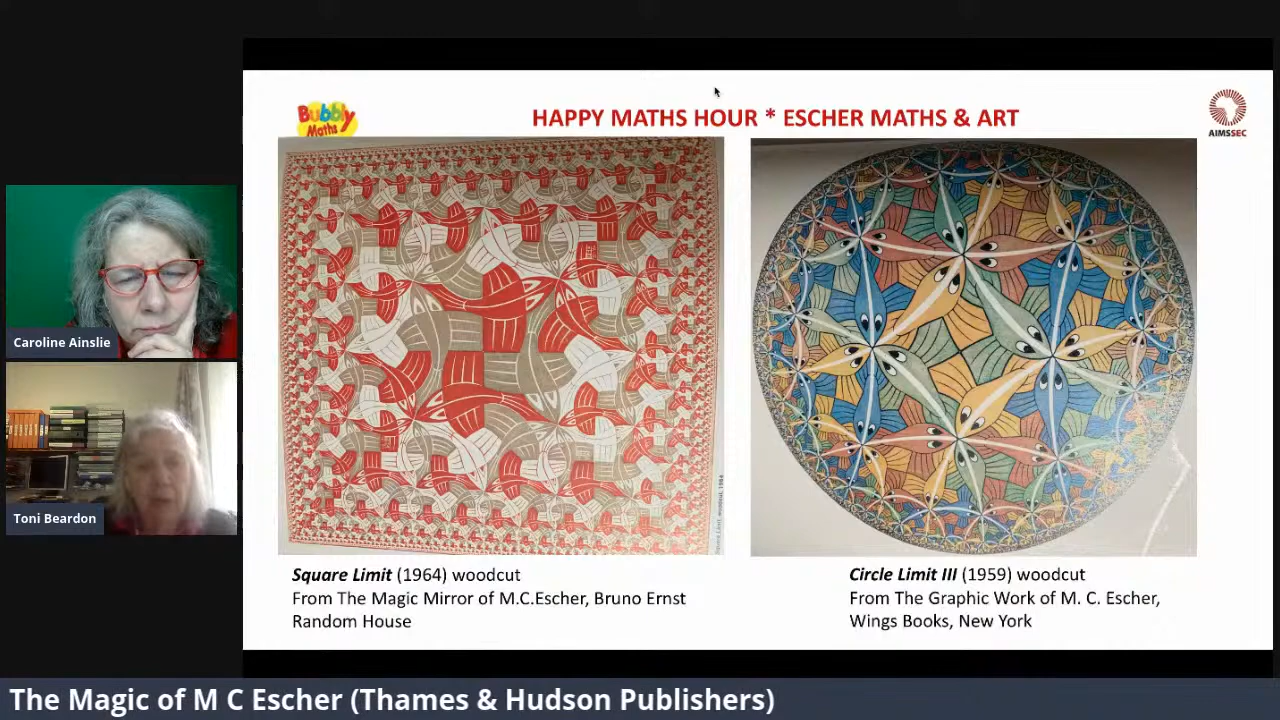 Bubbly
Maths
HAPPY MATHS HOUR * ESCHER MATHS & ART
AIMSSEC
Caroline Ainslie
Toni Beardon
Square Limit (1964) woodcut
From The Magic Mirror of M.C.Escher, Bruno Ernst
Random House
Circle Limit III (1959) woodcut
From The Graphic Work of M. C. Escher,
Wings Books, New York
The Magic of M C Escher (Thames & Hudson Publishers)